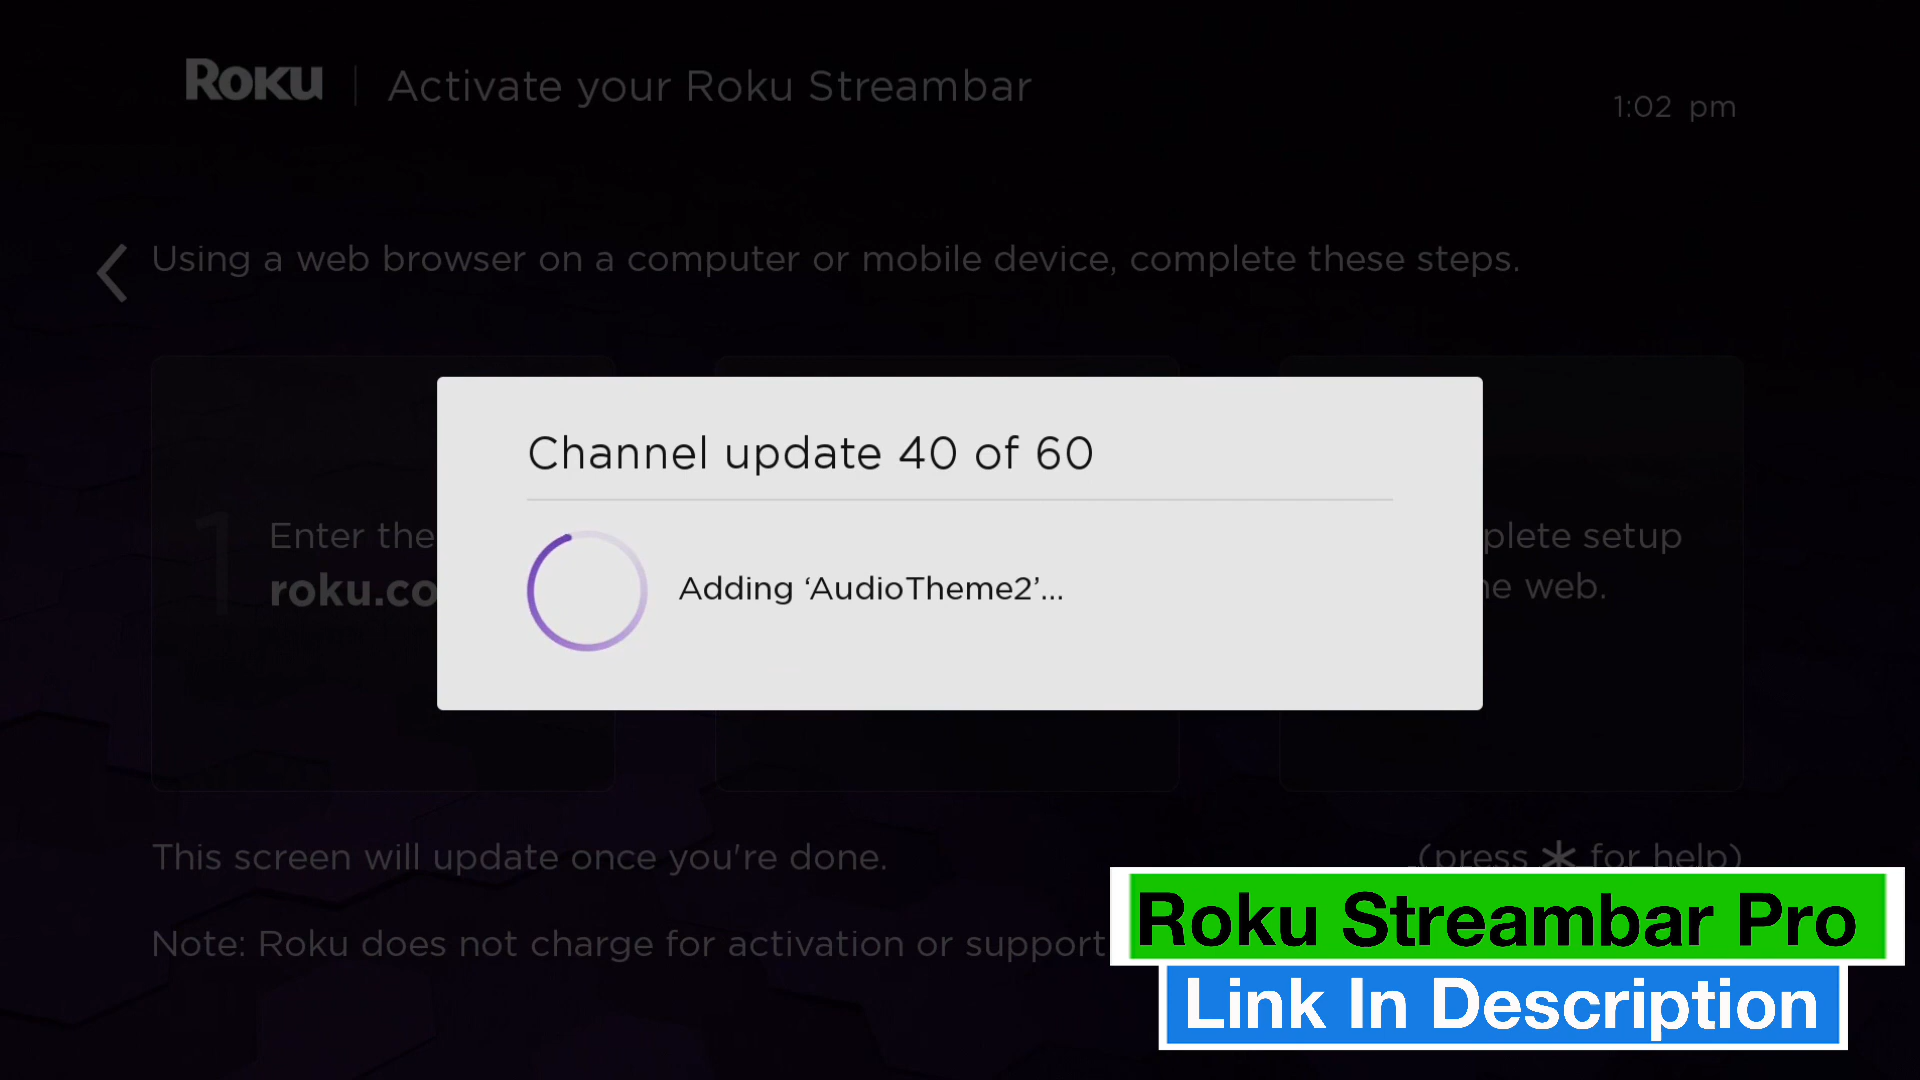 Roku | Activate your Roku Streambar
1:02 pm
Using a web browser on a computer or mobile device, complete these steps.
Channel update 40 of 60
Adding ‘AudioTheme2’...
1 Enter the
roku.co
plete setup
e web.
This screen will update once you're done.
(press * for help)
Note: Roku does not charge for activation or support
Roku Streambar Pro
Link In Description